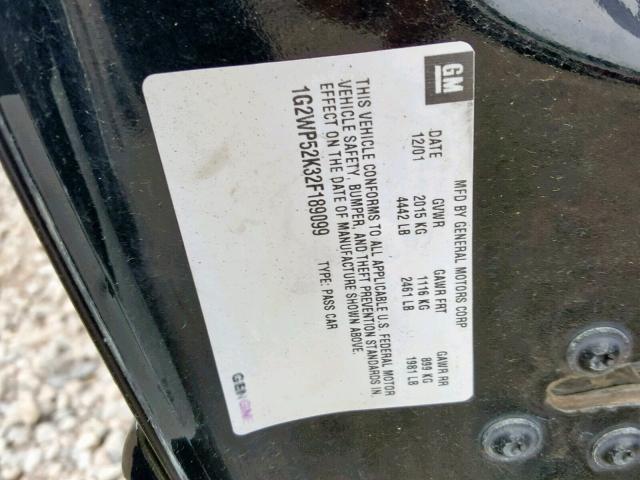 GM
MFD BY GENERAL MOTORS CORP
DATE GVWR GAWR FRT GAWR RR
12/01 2015 KG 1116 KG 899 KG
4442 LB 2461 LB 1981 LB
THIS VEHICLE CONFORMS TO ALL APPLICABLE U.S. FEDERAL MOTOR
VEHICLE SAFETY, BUMPER, AND THEFT PREVENTION STANDARDS IN
EFFECT ON THE DATE OF MANUFACTURE SHOWN ABOVE.
1G2WP52K32F189099 TYPE: PASS CAR